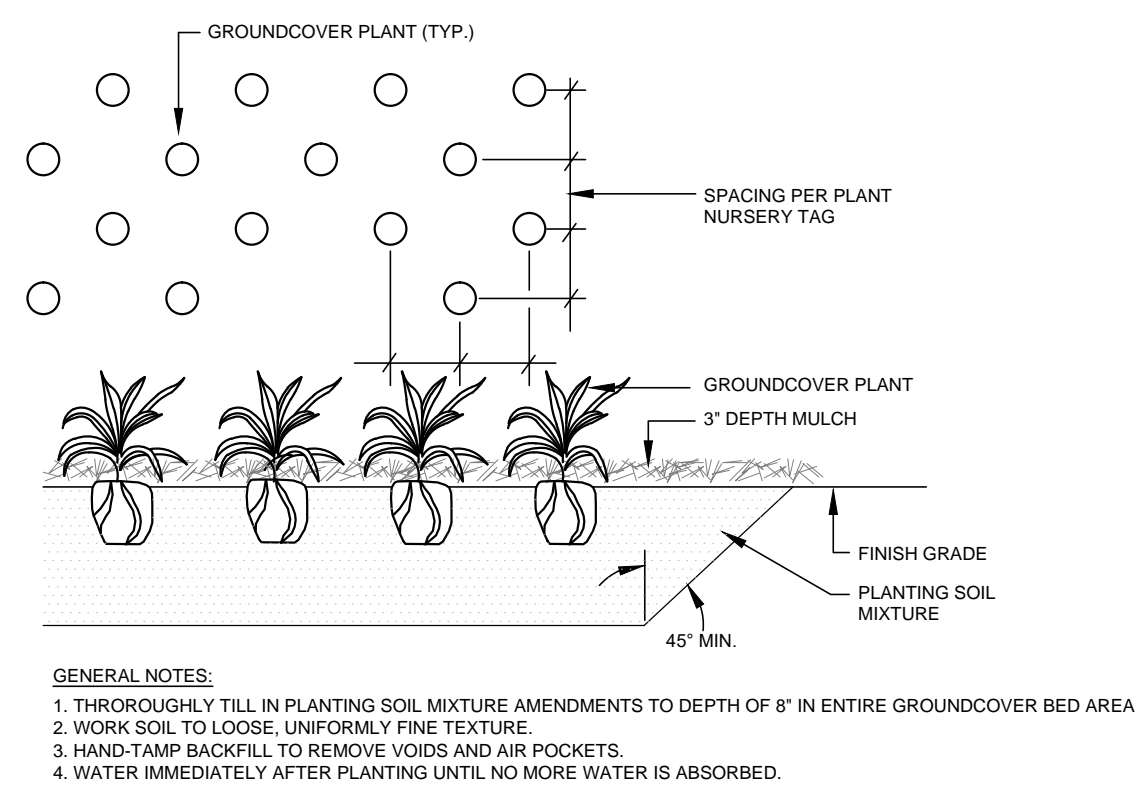 GROUNDCOVER PLANT (TYP.)
SPACING PER PLANT
NURSERY TAG
GROUNDCOVER PLANT
3" DEPTH MULCH
FINISH GRADE
PLANTING SOIL
MIXTURE
45° MIN.
GENERAL NOTES:
1. THROROUGHLY TILL IN PLANTING SOIL MIXTURE AMENDMENTS TO DEPTH OF 8" IN ENTIRE GROUNDCOVER BED AREA
2. WORK SOIL TO LOOSE, UNIFORMLY FINE TEXTURE.
3. HAND-TAMP BACKFILL TO REMOVE VOIDS AND AIR POCKETS.
4. WATER IMMEDIATELY AFTER PLANTING UNTIL NO MORE WATER IS ABSORBED.